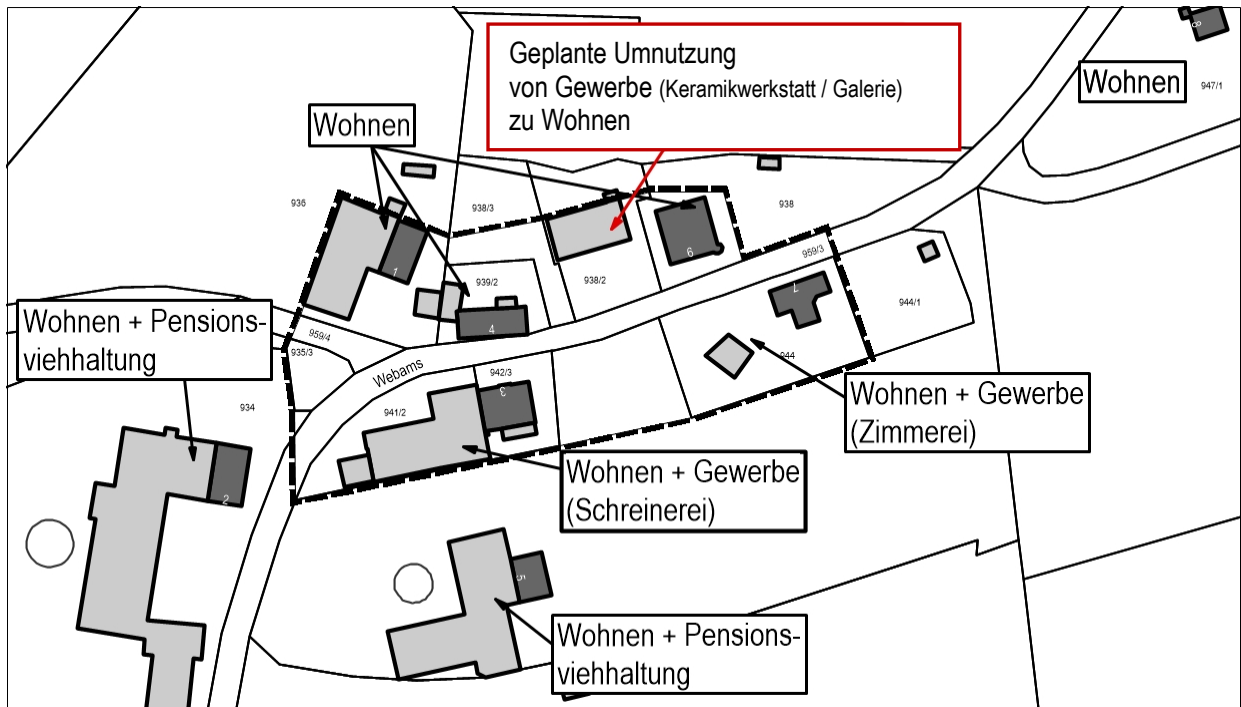 Geplante Umnutzung
von Gewerbe (Keramikwerkstatt / Galerie)
zu Wohnen
8
Wohnen
947/1
Wohnen
936
938/3
938
1
6
959/3
939/2
938/2
944/1
7
4
Wohnen + Pensions-
viehhaltung
959/4
935/3
944
Webams
942/3
3
934
941/2
Wohnen + Gewerbe
(Zimmerei)
Wohnen + Gewerbe
(Schreinerei)
2
5
Wohnen + Pensions-
viehhaltung